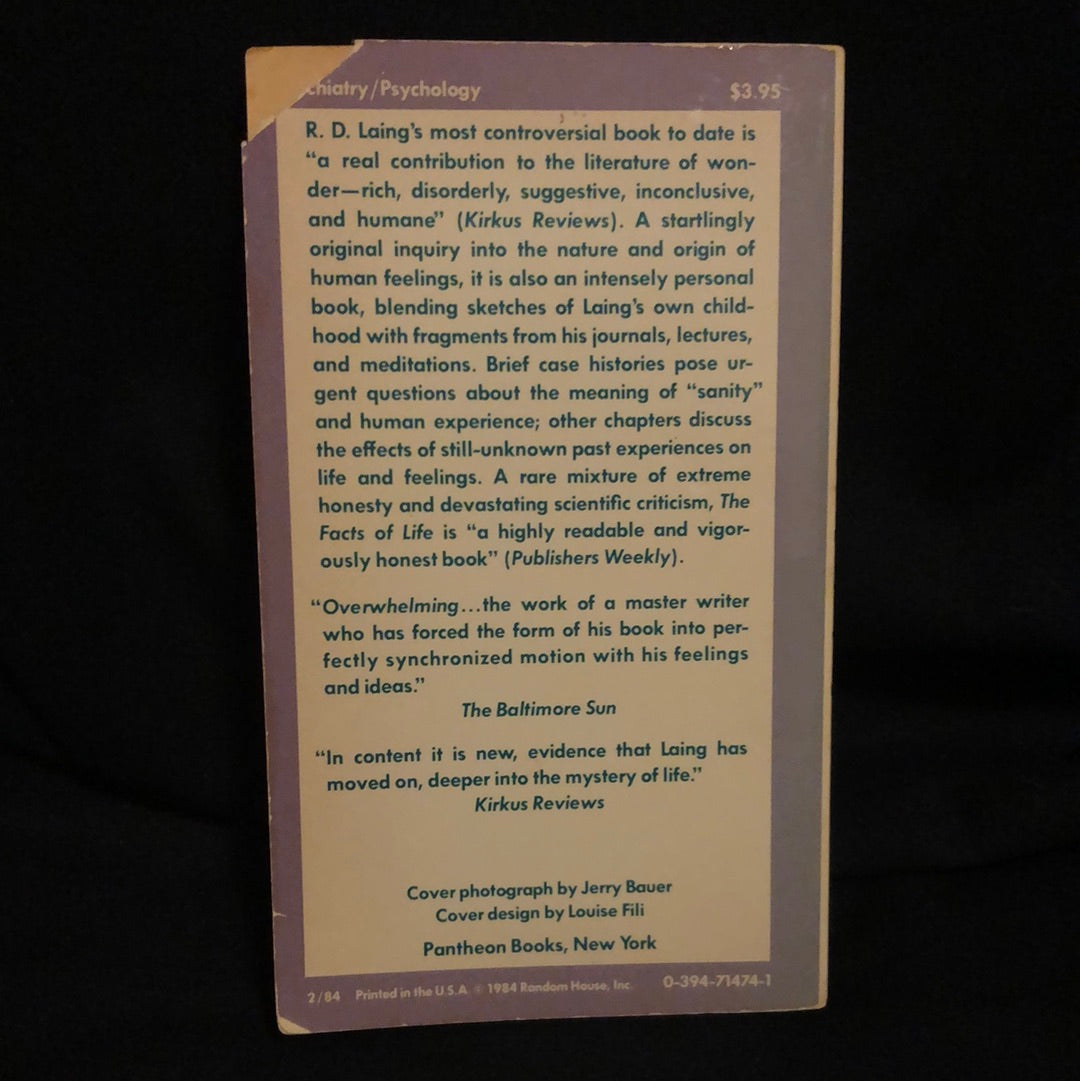 chiatry/Psychology $3.95
R. D. Laing's most controversial book to date is
“a real contribution to the literature of won-
der—rich, disorderly, suggestive, inconclusive,
and humane” (Kirkus Reviews). A startlingly
original inquiry into the nature and origin of
human feelings, it is also an intensely personal
book, blending sketches of Laing's own child-
hood with fragments from his journals, lectures,
and meditations. Brief case histories pose ur-
gent questions about the meaning of “sanity”
and human experience; other chapters discuss
the effects of still-unknown past experiences on
life and feelings. A rare mixture of extreme
honesty and devastating scientific criticism, The
Facts of Life is “a highly readable and vigor-
ously honest book” (Publishers Weekly).
“Overwhelming...the work of a master writer
who has forced the form of his book into per-
fectly synchronized motion with his feelings
and ideas.”
The Baltimore Sun
“In content it is new, evidence that Laing has
moved on, deeper into the mystery of life.”
Kirkus Reviews
Cover photograph by Jerry Bauer
Cover design by Louise Fili
Pantheon Books, New York
2/84 Printed in the U.S.A. © 1984 Random House, Inc. 0-394-71474-1